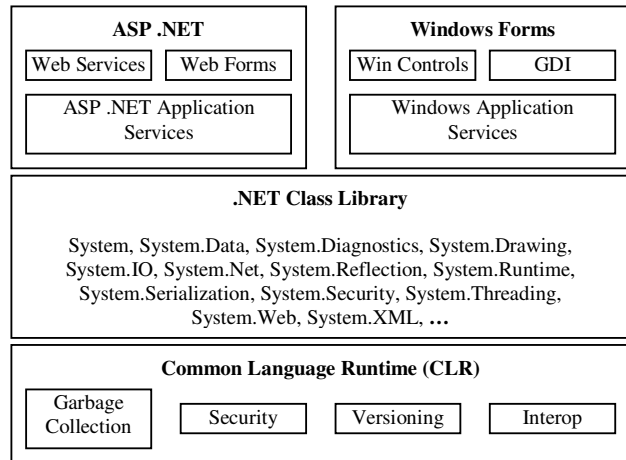 ASP .NET
Web Services
Web Forms
ASP .NET Application
Services
Windows Forms
Win Controls
GDI
Windows Application
Services
.NET Class Library
System, System.Data, System.Diagnostics, System.Drawing,
System.IO, System.Net, System.Reflection, System.Runtime,
System.Serialization, System.Security, System.Threading,
System.Web, System.XML, ...
Common Language Runtime (CLR)
Garbage
Collection
Security
Versioning
Interop